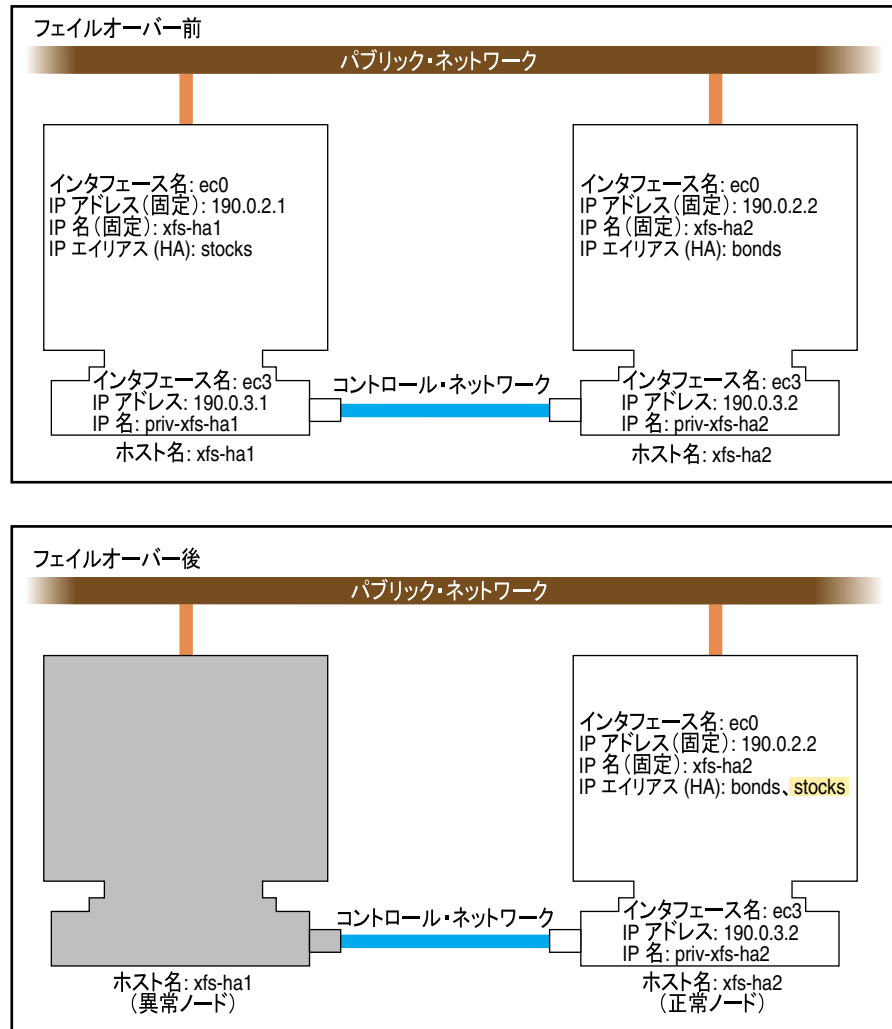 フェイルオーバー前
パブリック・ネットワーク
インタフェース名: ec0
IP アドレス（固定）: 190.0.2.1
IP 名（固定）: xfs-ha1
IP エイリアス (HA): stocks
インタフェース名: ec0
IP アドレス（固定）: 190.0.2.2
IP 名（固定）: xfs-ha2
IP エイリアス (HA): bonds
インタフェース名: ec3
IP アドレス: 190.0.3.1
IP 名: priv-xfs-ha1
コントロール・ネットワーク
インタフェース名: ec3
IP アドレス: 190.0.3.2
IP 名: priv-xfs-ha2
ホスト名: xfs-ha1
ホスト名: xfs-ha2
フェイルオーバー後
パブリック・ネットワーク
インタフェース名: ec0
IP アドレス（固定）: 190.0.2.2
IP 名（固定）: xfs-ha2
IP エイリアス (HA): bonds、stocks
コントロール・ネットワーク
インタフェース名: ec3
IP アドレス: 190.0.3.2
IP 名: priv-xfs-ha2
ホスト名: xfs-ha1
（異常ノード）
ホスト名: xfs-ha2
（正常ノード）